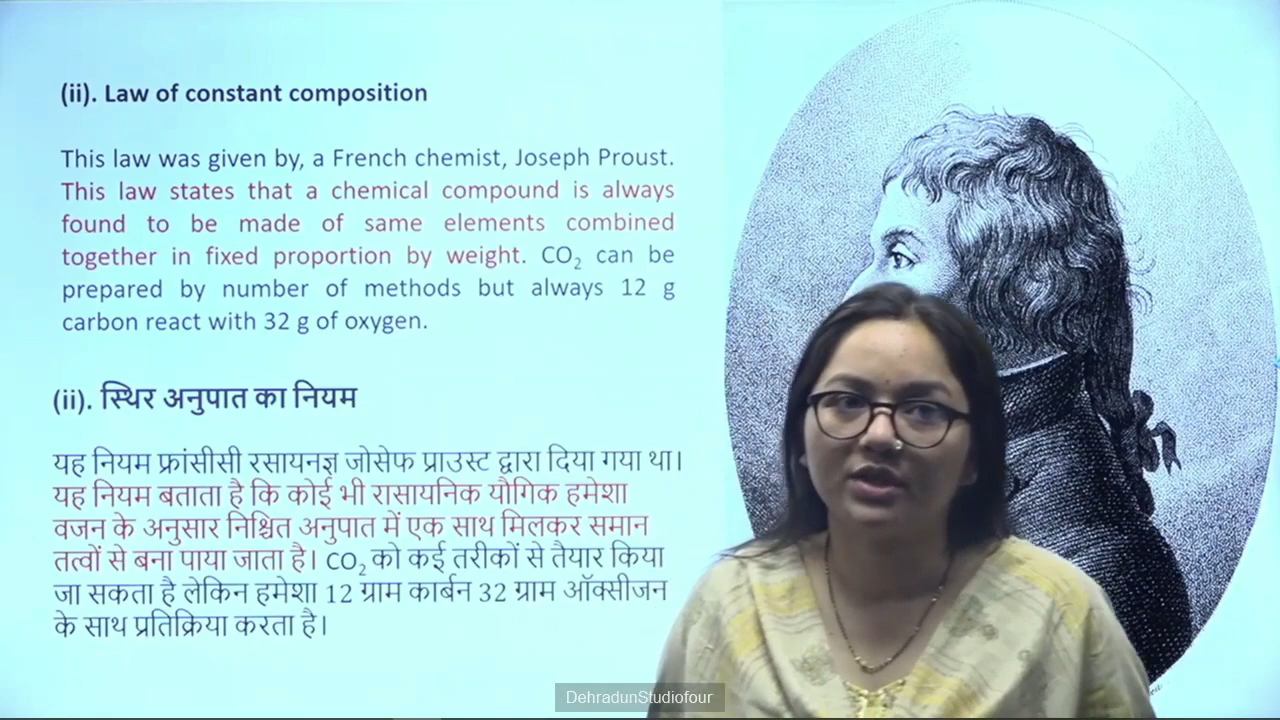 (ii). Law of constant composition
This law was given by, a French chemist, Joseph Proust.
This law states that a chemical compound is always
found to be made of same elements combined
together in fixed proportion by weight. CO₂ can be
prepared by number of methods but always 12 g
carbon react with 32 g of oxygen.
(ii). स्थिर अनुपात का नियम
यह नियम फ्रांसीसी रसायनज्ञ जोसेफ प्राउस्ट द्वारा दिया गया था।
यह नियम बताता है कि कोई भी रासायनिक यौगिक हमेशा
वजन के अनुसार निश्चित अनुपात में एक साथ मिलकर समान
तत्वों से बना पाया जाता है। CO₂ को कई तरीकों से तैयार किया
जा सकता है लेकिन हमेशा 12 ग्राम कार्बन 32 ग्राम ऑक्सीजन
के साथ प्रतिक्रिया करता है।
DehradunStudiofour